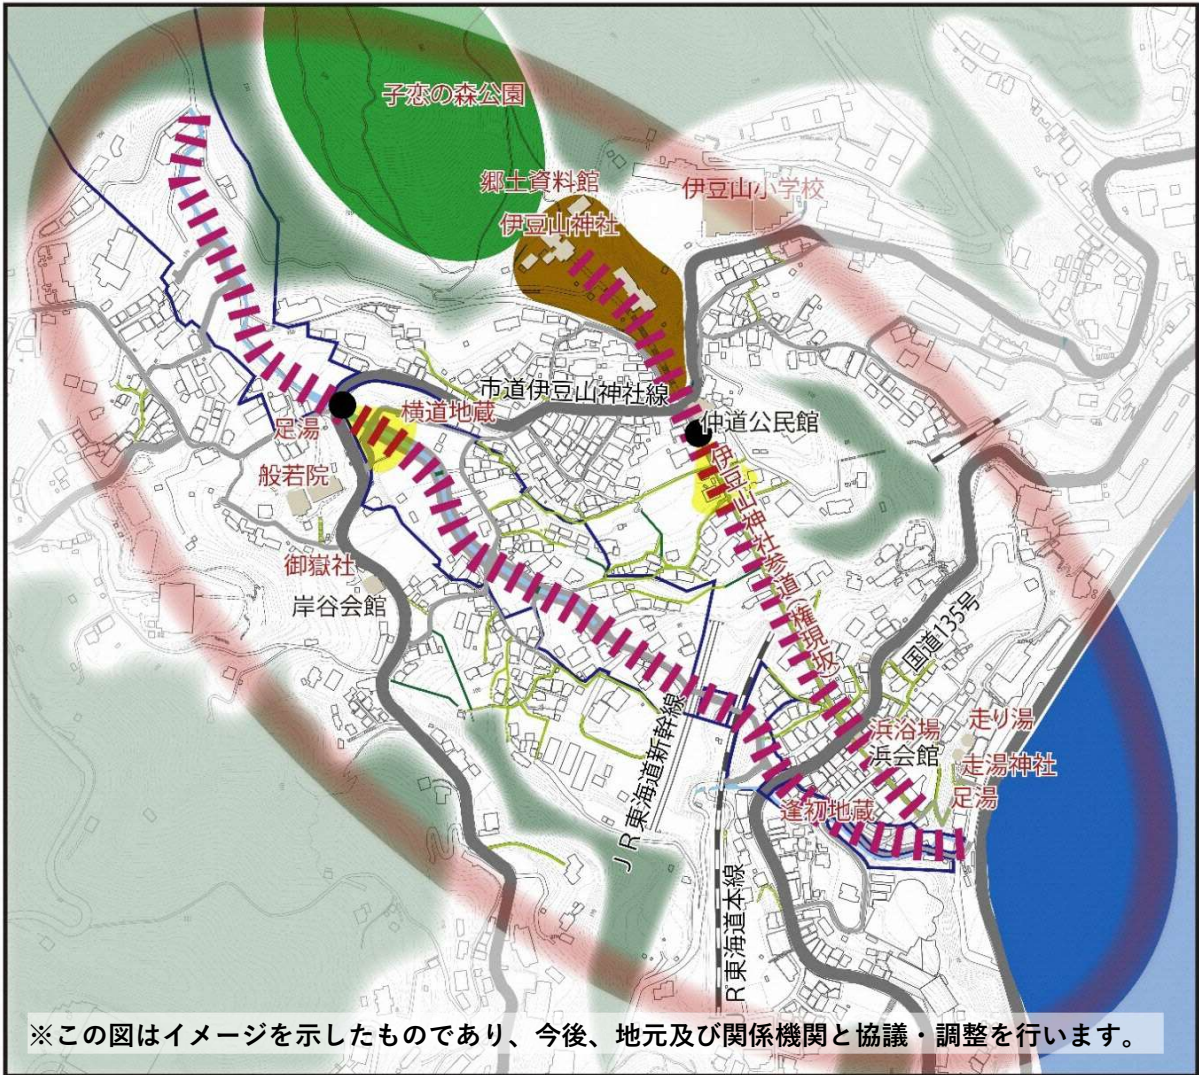 子恋の森公園
郷土資料館
伊豆山小学校
伊豆山神社
市道伊豆山神社線
横道地蔵
仲道公民館
足湯
般若院
伊豆山神社参道（権現坂）
御嶽社
岸谷会館
国道135号
走り湯
浜浴場
浜会館
走湯神社
足湯
逢初地蔵
JR東海道新幹線
R東海道本線
※この図はイメージを示したものであり、今後、地元及び関係機関と協議・調整を行います。